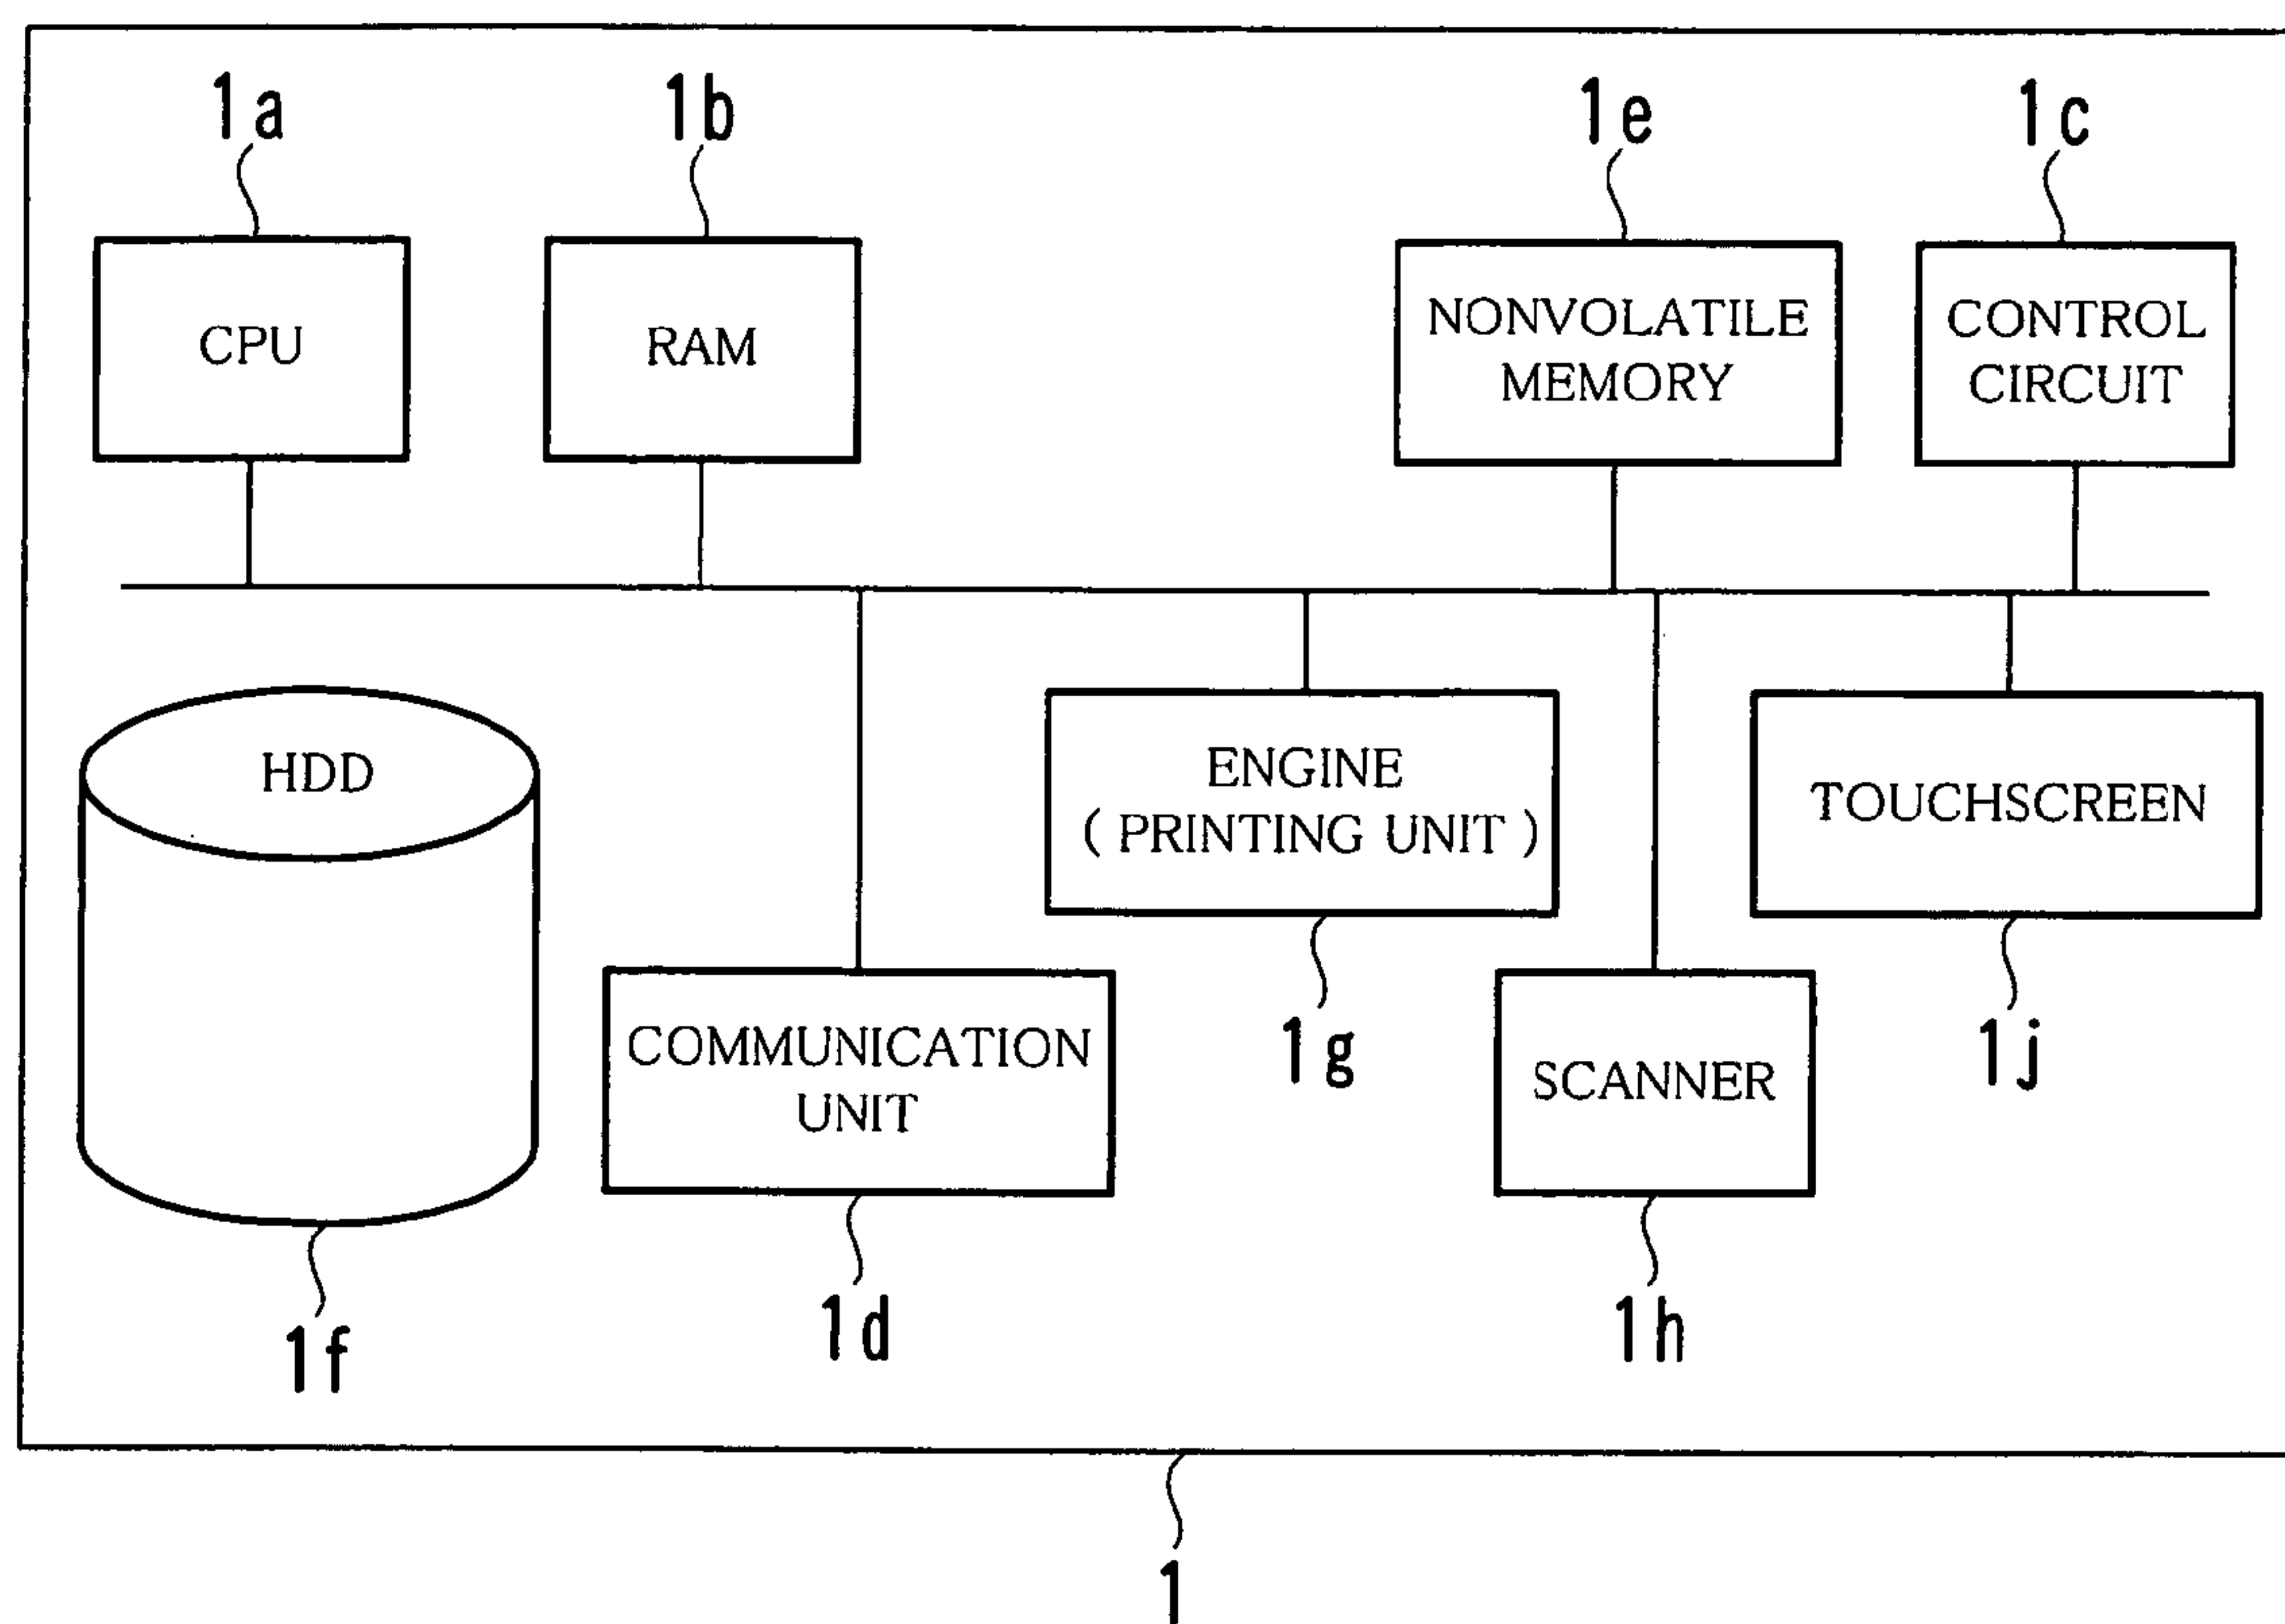 1a
1b
1e
1c
CPU
RAM
NONVOLATILE
MEMORY
CONTROL
CIRCUIT
HDD
ENGINE
( PRINTING UNIT )
TOUCHSCREEN
COMMUNICATION
UNIT
1g
SCANNER
1j
1f
1d
1h
1